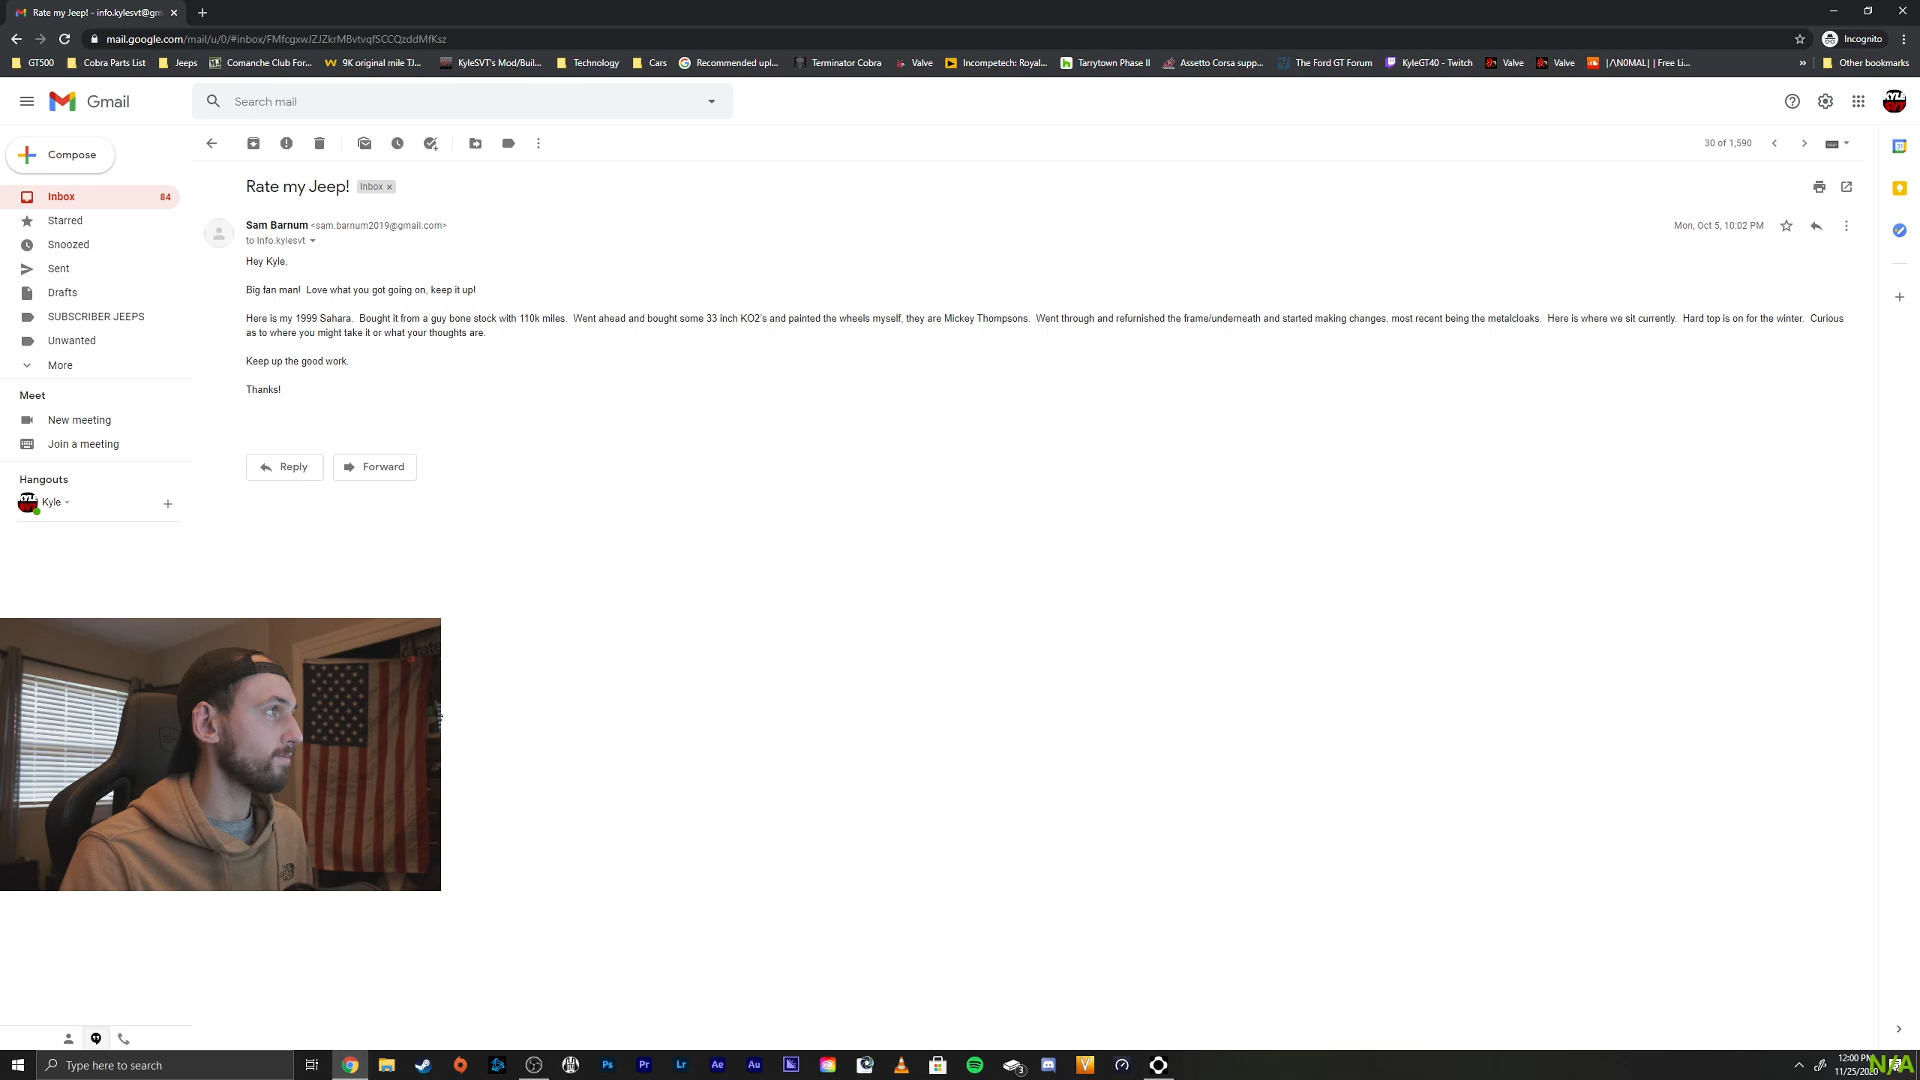 Rate my Jeep! - info.kylesvt@gm
mail.google.com/mail/u/0/#inbox/FMfcgxwJZJZkrMBvtvqfSCCQzddMfKsz
Incognito
GT500 Cobra Parts List Jeeps Comanche Club For... 9K original mile TJ... KyleSVT's Mod/Buil... Technology Cars Recommended upl... Terminator Cobra Valve Incompetech: Royal... Tarrytown Phase II Assetto Corsa supp... The Ford GT Forum KyleGT40 - Twitch Valve Valve |/\N0MAL| | Free Li... » Other bookmarks
Gmail
Search mail
Compose
30 of 1,590
Inbox 84
Starred
Snoozed
Sent
Drafts
SUBSCRIBER JEEPS
Unwanted
More
Meet
New meeting
Join a meeting
Hangouts
Kyle
Rate my Jeep! Inbox x
Sam Barnum <sam.barnum2019@gmail.com>
Mon, Oct 5, 10:02 PM
to Info.kylesvt
Hey Kyle,
Big fan man! Love what you got going on, keep it up!
Here is my 1999 Sahara. Bought it from a guy bone stock with 110k miles. Went ahead and bought some 33 inch KO2's and painted the wheels myself, they are Mickey Thompsons. Went through and refurnished the frame/underneath and started making changes, most recent being the metalcloaks. Here is where we sit currently. Hard top is on for the winter. Curious
as to where you might take it or what your thoughts are.
Keep up the good work.
Thanks!
Reply
Forward
Type here to search
Ps Pr Lr Ae Au
3
12:00 PM
11/25/2020
N/A